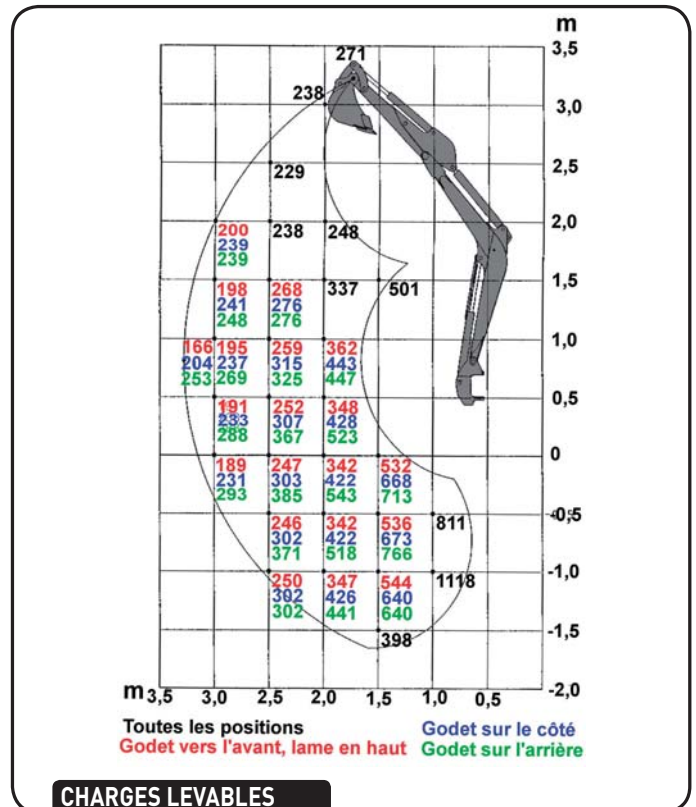 m
3,5
271
238
3,0
229
2,5
200 238 248 2,0
239
239
198 268 337 501 1,5
241 276
248 276
166 195 259 362 1,0
204 237 315 443
253 269 325 447
191 252 348 0,5
233 307 428
288 367 523
189 247 342 532 0
231 303 422 668
293 385 543 713
246 342 536 811 -0,5
302 422 673
371 518 766
250 347 544 1118 -1,0
302 426 640
302 441 640
398 -1,5
-2,0
m 3,5 3,0 2,5 2,0 1,5 1,0 0,5
Toutes les positions Godet sur le côté
Godet vers l'avant, lame en haut Godet sur l'arrière
CHARGES LEVABLES